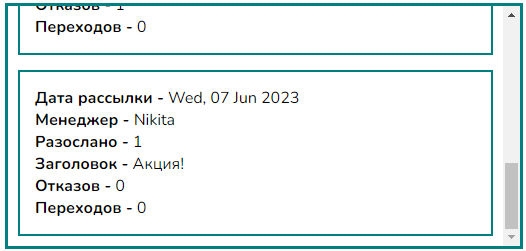 Отказов - 1
Переходов - 0
Дата рассылки - Wed, 07 Jun 2023
Менеджер - Nikita
Разослано - 1
Заголовок - Акция!
Отказов - 0
Переходов - 0